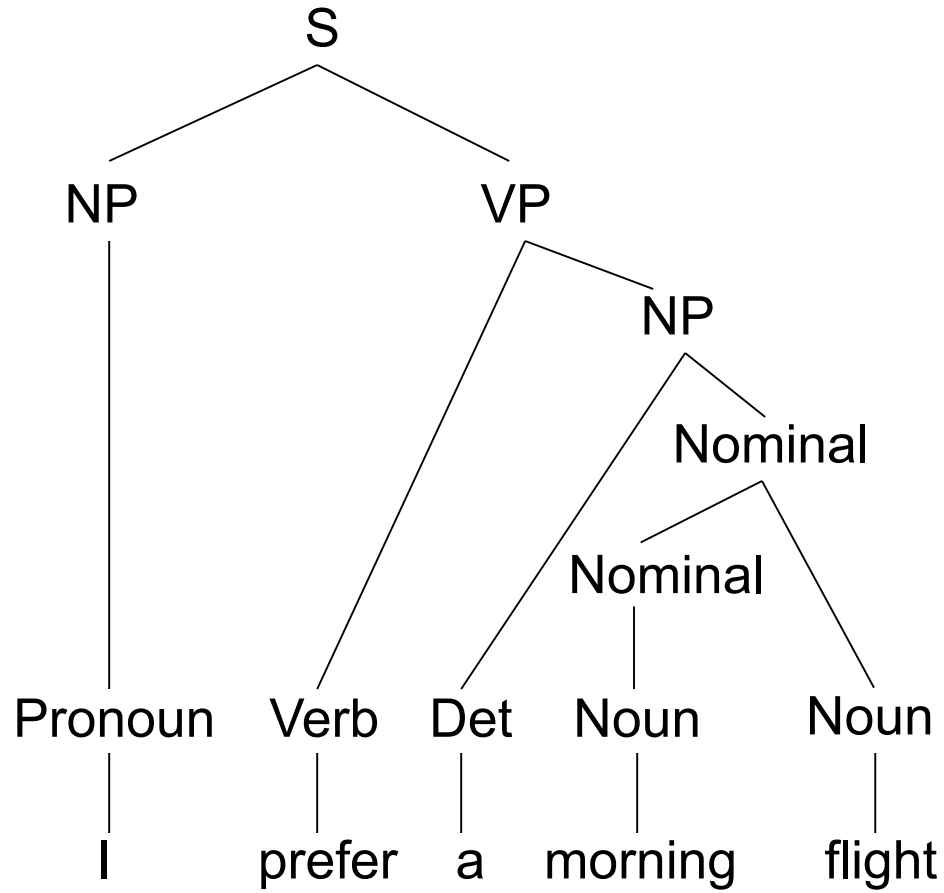 S
NP VP
NP
Nominal
Nominal
Pronoun Verb Det Noun Noun
I prefer a morning flight